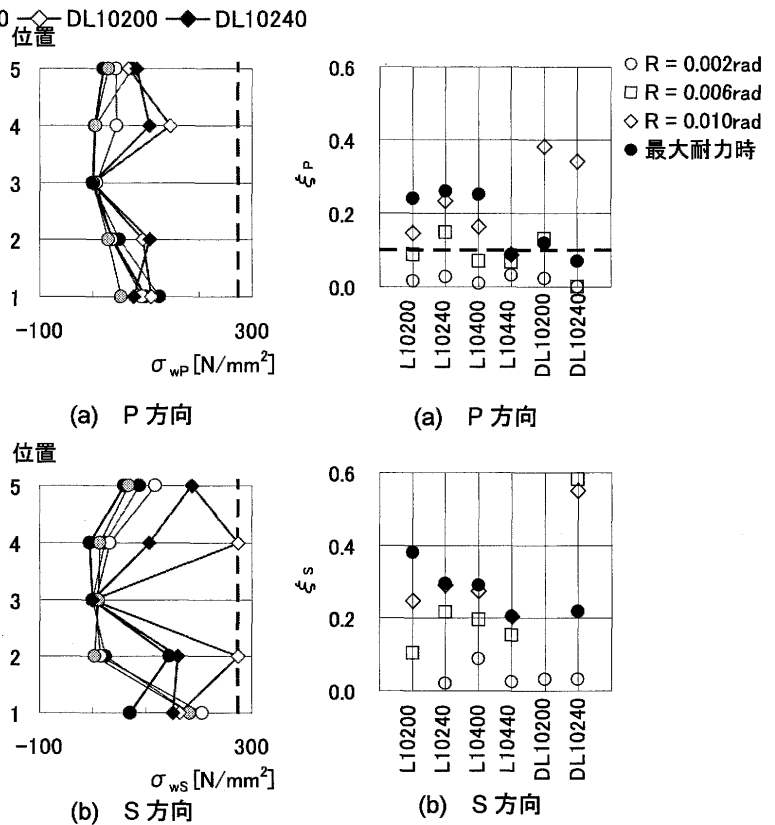 0 DL10200 DL10240
位置
5
4
3
2
1
-100 300
σwP[N/mm²]
(a) P 方向
0.6
0.4
0.2
0.0
ξP
L10200
L10240
L10400
L10440
DL10200
DL10240
(a) P 方向
R = 0.002rad
R = 0.006rad
R = 0.010rad
最大耐力時
位置
5
4
3
2
1
-100 300
σwS[N/mm²]
(b) S 方向
0.6
0.4
0.2
0.0
ξS
L10200
L10240
L10400
L10440
DL10200
DL10240
(b) S 方向